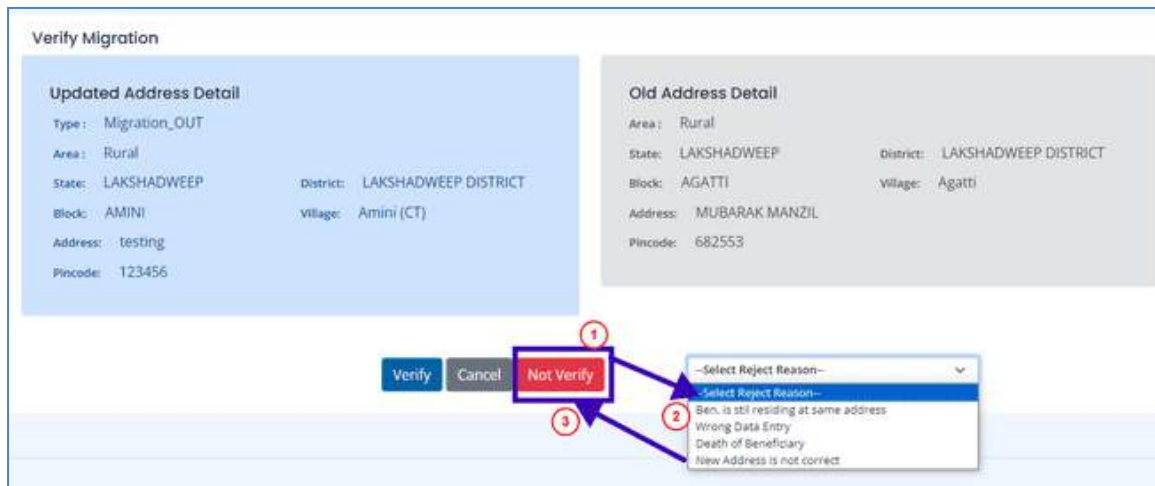 Verify Migration
Updated Address Detail
Type : Migration_OUT
Area : Rural
State: LAKSHADWEEP District: LAKSHADWEEP DISTRICT
Block: AMINI Village: Amini (CT)
Address: testing
Pincode: 123456
Old Address Detail
Area : Rural
State: LAKSHADWEEP District: LAKSHADWEEP DISTRICT
Block: AGATTI Village: Agatti
Address: MUBARAK MANZIL
Pincode: 682553
1
Verify Cancel Not Verify
--Select Reject Reason--
--Select Reject Reason--
2
Ben. is stil residing at same address
Wrong Data Entry
Death of Beneficiary
New Address is not correct
3